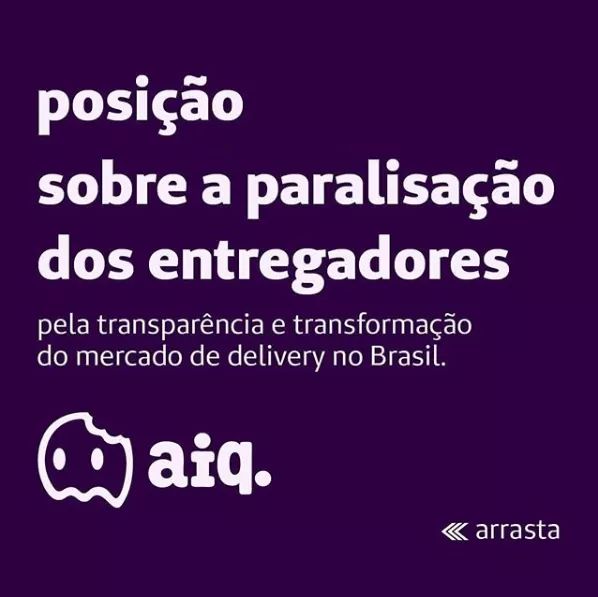 posição
sobre a paralisação
dos entregadores
pela transparência e transformação
do mercado de delivery no Brasil.
aiq.
arrasta